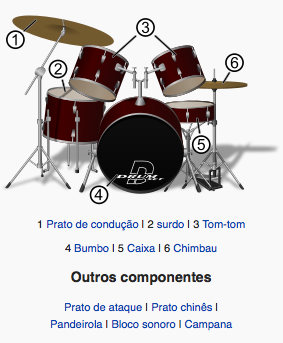 1
3
2
6
5
4
DRUM
1 Prato de condução | 2 surdo | 3 Tom-tom
4 Bumbo | 5 Caixa | 6 Chimbau
Outros componentes
Prato de ataque | Prato chinês |
Pandeirola | Bloco sonoro | Campana